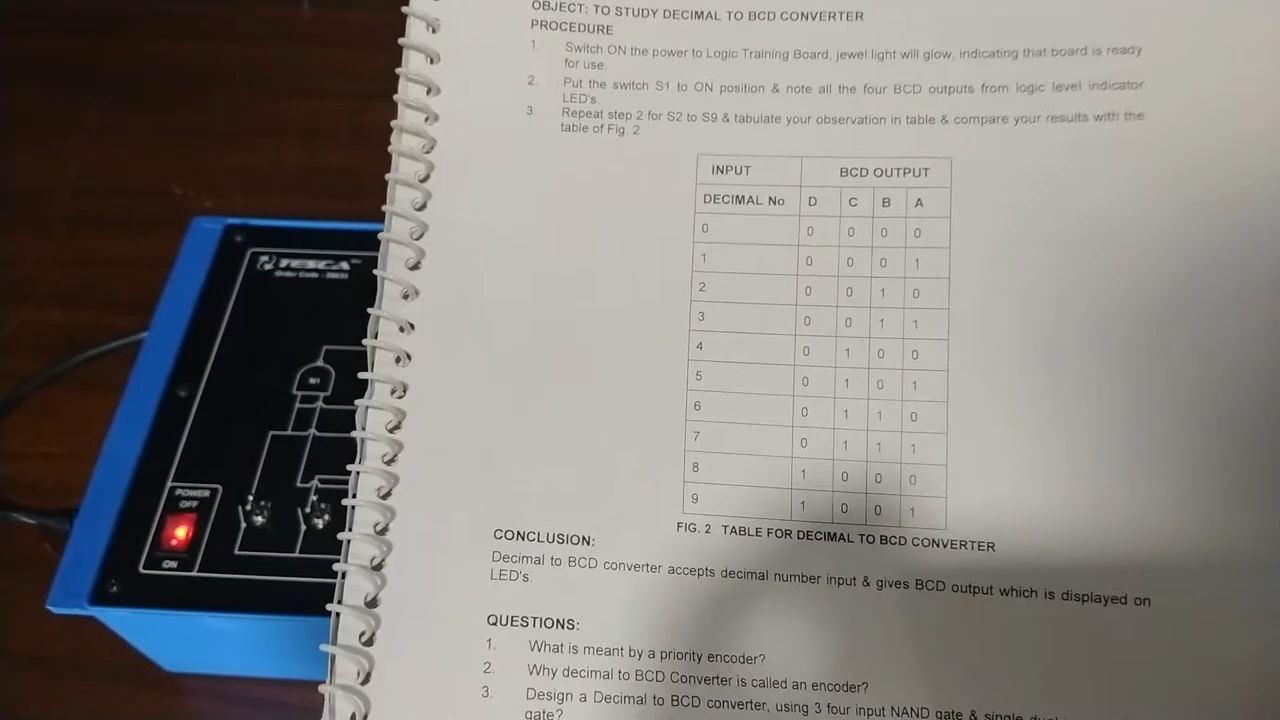 OBJECT: TO STUDY DECIMAL TO BCD CONVERTER
PROCEDURE
1. Switch ON the power to Logic Training Board, jewel light will glow, indicating that board is ready
for use.
2. Put the switch S1 to ON position & note all the four BCD outputs from logic level indicator
LED's.
3. Repeat step 2 for S2 to S9 & tabulate your observation in table & compare your results with the
table of Fig. 2
INPUT BCD OUTPUT
DECIMAL No D C B A
0 0 0 0 0
1 0 0 0 1
2 0 0 1 0
3 0 0 1 1
4 0 1 0 0
5 0 1 0 1
6 0 1 1 0
7 0 1 1 1
8 1 0 0 0
9 1 0 0 1
FIG. 2 TABLE FOR DECIMAL TO BCD CONVERTER
CONCLUSION:
Decimal to BCD converter accepts decimal number input & gives BCD output which is displayed on
LED's.
QUESTIONS:
1. What is meant by a priority encoder?
2. Why decimal to BCD Converter is called an encoder?
3. Design a Decimal to BCD converter, using 3 four input NAND gate & single
gate?
TESCA
Order Code -
N1
POWER
OFF
ON